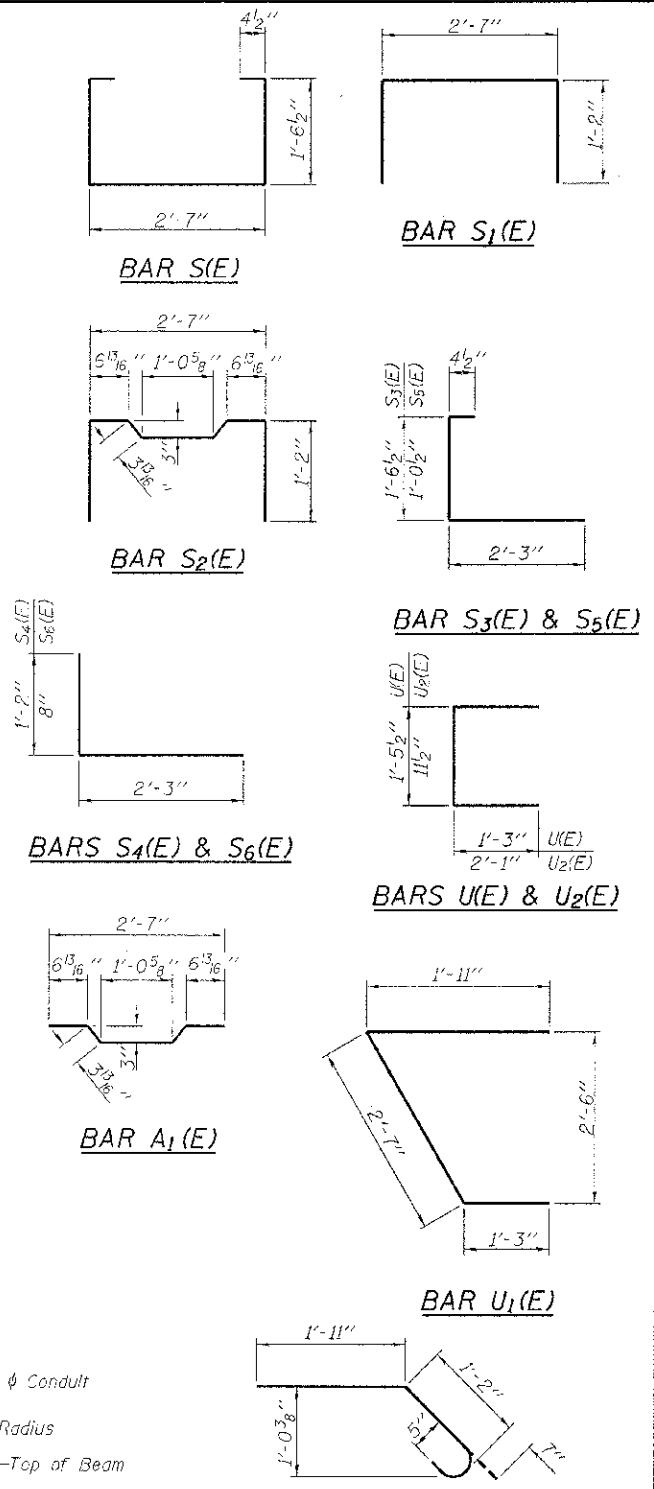 4½"
1'-6½"
2'-7"
BAR S(E)
2'-7"
1'-2"
BAR S1(E)
2'-7"
6 13/16" 1'-0 5/8" 6 13/16"
3"
3 13/16"
1'-2"
BAR S2(E)
S3(E) S5(E)
4½"
1'-6½" 1'-0½"
2'-3"
BAR S3(E) & S5(E)
S4(E) S6(E)
1'-2" 8"
2'-3"
BARS S4(E) & S6(E)
U(E) U2(E)
1'-5½" 11½"
1'-3" U(E)
2'-1" U2(E)
BARS U(E) & U2(E)
2'-7"
6 13/16" 1'-0 5/8" 6 13/16"
3"
3 13/16"
BAR A1(E)
1'-11"
2'-7"
2'-6"
1'-3"
BAR U1(E)
1'-11"
1'-2"
1'-0 3/8"
5"
7"
φ Conduit
Radius
Top of Beam